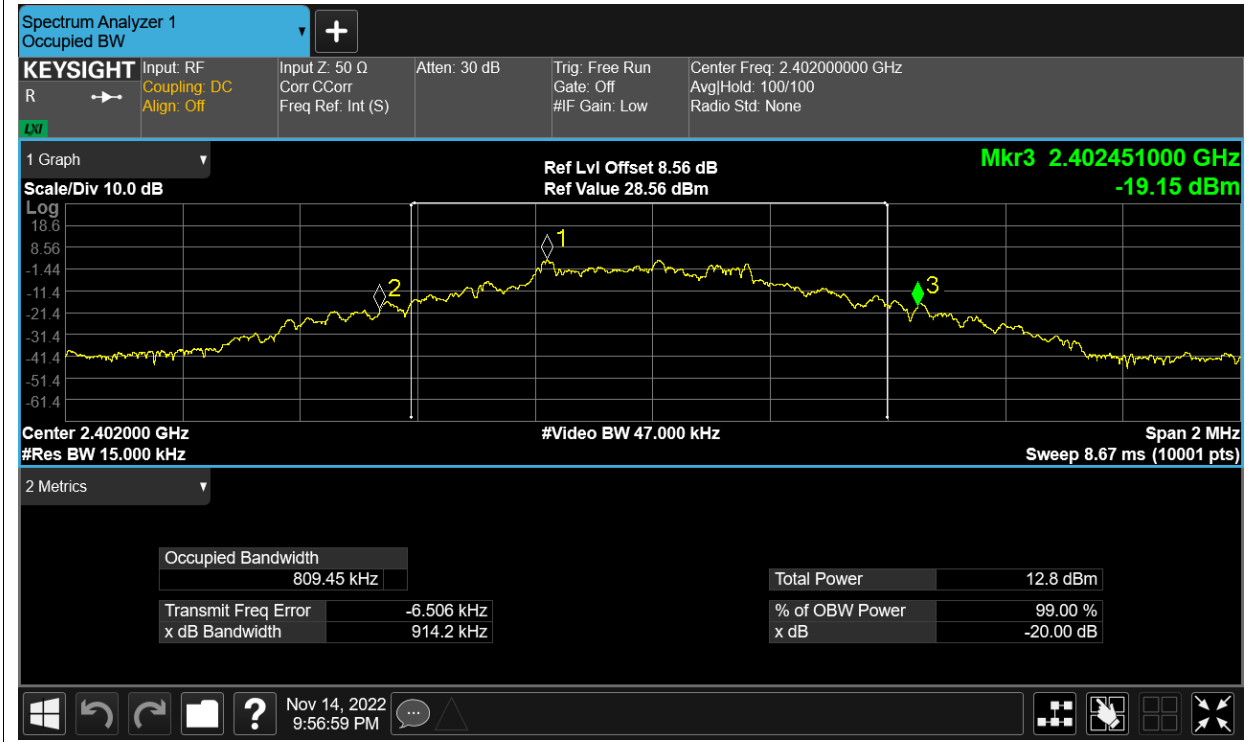 Spectrum Analyzer 1
Occupied BW
KEYSIGHT
R
LXI
Input: RF
Coupling: DC
Align: Off
Input Z: 50 Ω
Corr CCorr
Freq Ref: Int (S)
Atten: 30 dB
Trig: Free Run
Gate: Off
#IF Gain: Low
Center Freq: 2.402000000 GHz
Avg|Hold: 100/100
Radio Std: None
1 Graph
Scale/Div 10.0 dB
Ref Lvl Offset 8.56 dB
Ref Value 28.56 dBm
Mkr3 2.402451000 GHz
-19.15 dBm
Log
18.6
8.56
-1.44
-11.4
-21.4
-31.4
-41.4
-51.4
-61.4
1
2
3
Center 2.402000 GHz
#Video BW 47.000 kHz
Span 2 MHz
#Res BW 15.000 kHz
Sweep 8.67 ms (10001 pts)
2 Metrics
Occupied Bandwidth
809.45 kHz
Total Power 12.8 dBm
Transmit Freq Error -6.506 kHz
% of OBW Power 99.00 %
x dB Bandwidth 914.2 kHz
x dB -20.00 dB
?
Nov 14, 2022
9:56:59 PM